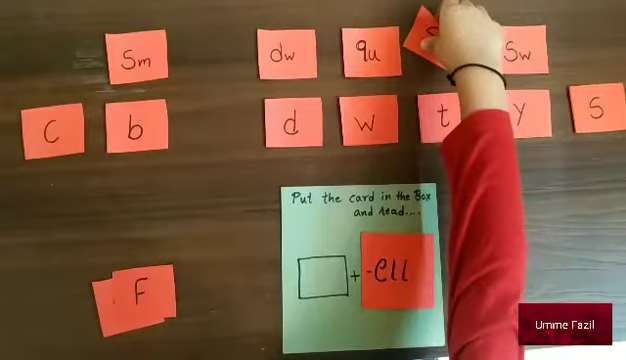 Sm dw qu Sw
c b d w t y S
Put the card in the Box
and read....
F
+ -ell
Umme Fazil